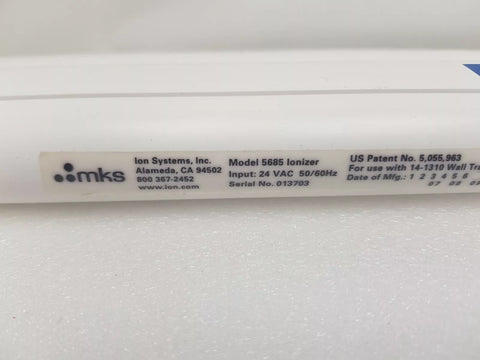 mks
Ion Systems, Inc.
Alameda, CA 94502
800 367-2452
www.ion.com
Model 5685 Ionizer
Input: 24 VAC 50/60Hz
Serial No. 013703
US Patent No. 5,055,963
For use with 14-1310 Wall
Date of Mfg.: 1 2 3 4 5 6
07 08